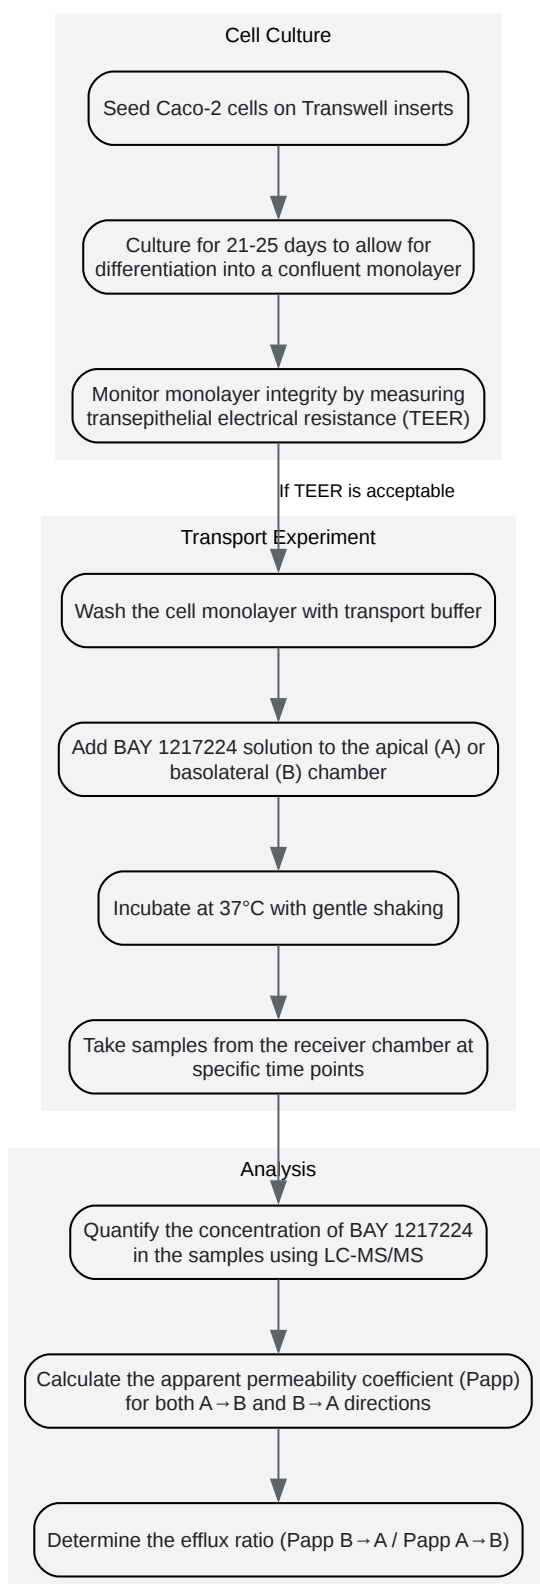 Cell Culture
Seed Caco-2 cells on Transwell inserts
Culture for 21-25 days to allow for
differentiation into a confluent monolayer
Monitor monolayer integrity by measuring
transepithelial electrical resistance (TEER)
If TEER is acceptable
Transport Experiment
Wash the cell monolayer with transport buffer
Add BAY 1217224 solution to the apical (A) or
basolateral (B) chamber
Incubate at 37°C with gentle shaking
Take samples from the receiver chamber at
specific time points
Analysis
Quantify the concentration of BAY 1217224
in the samples using LC-MS/MS
Calculate the apparent permeability coefficient (Papp)
for both A→B and B→A directions
Determine the efflux ratio (Papp B→A / Papp A→B)